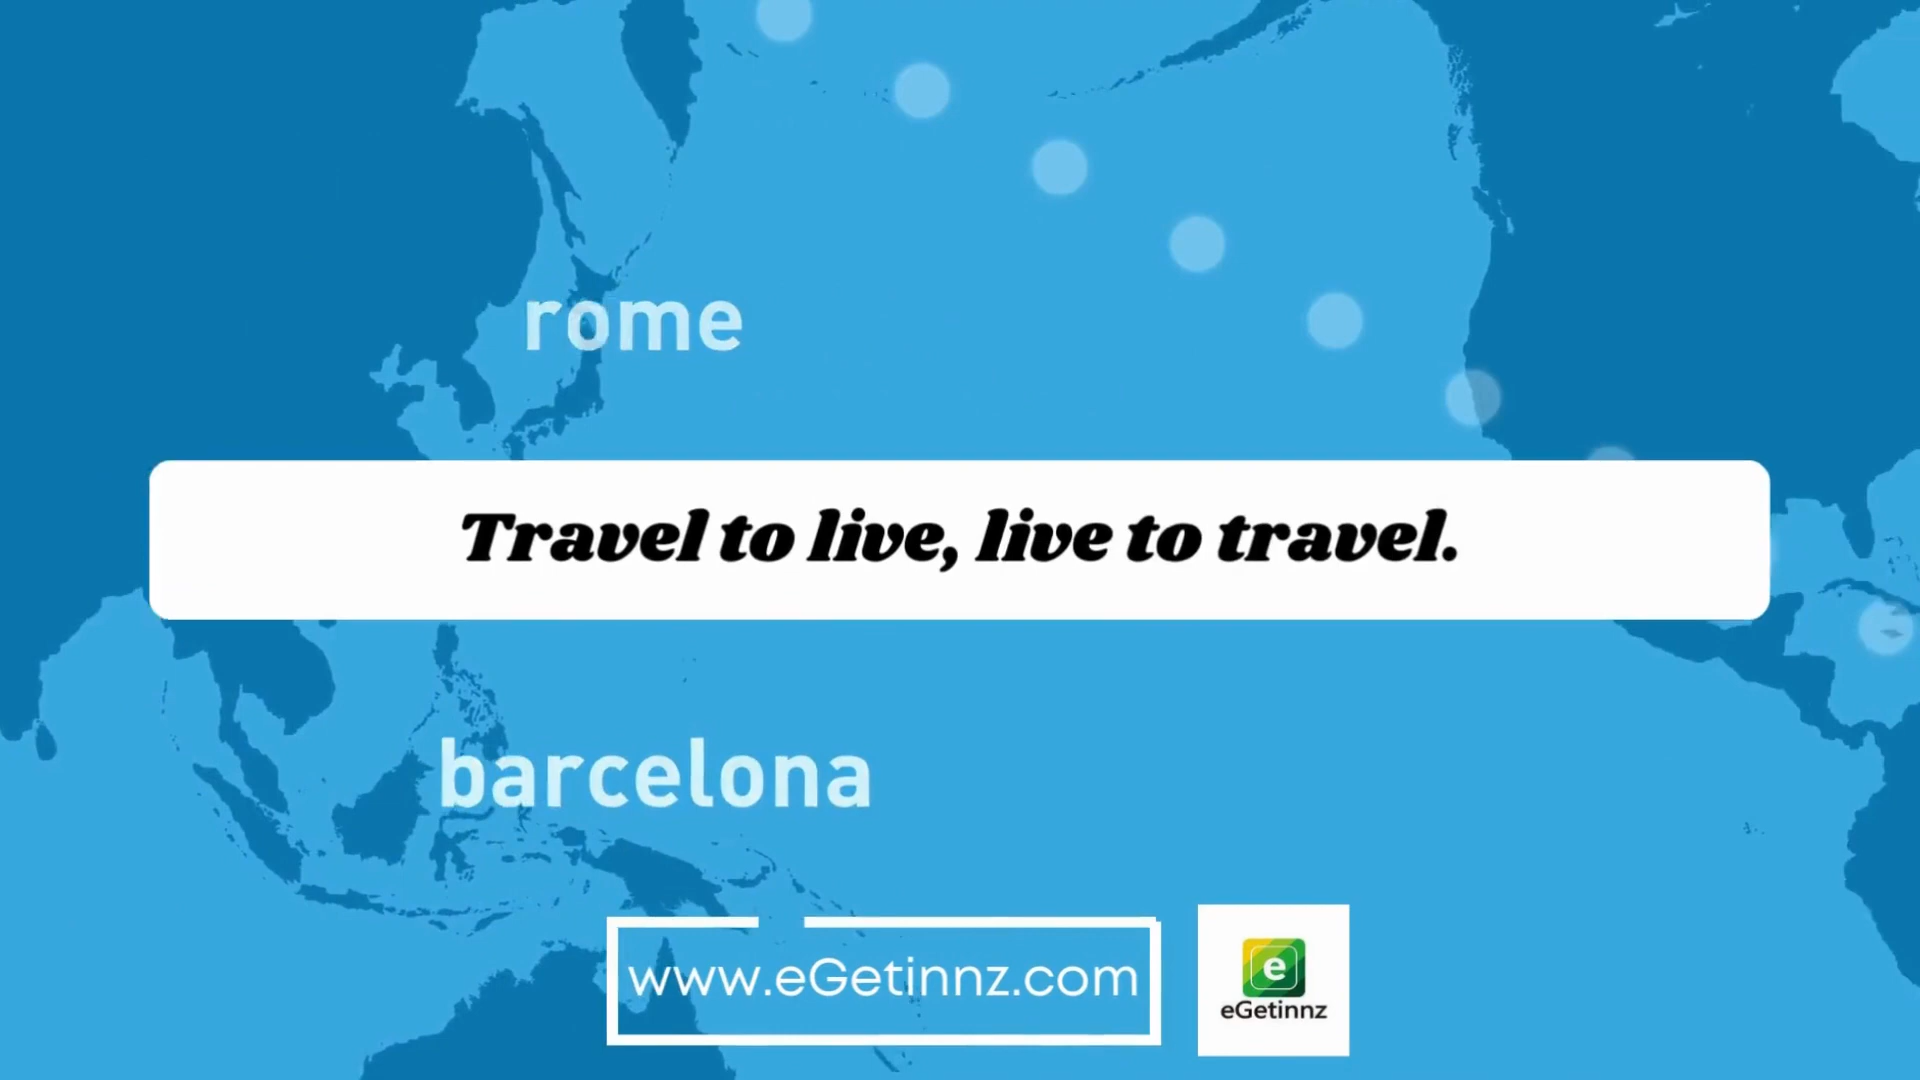 rome
Travel to live, live to travel.
barcelona
www.eGetinnz.com
e
eGetinnz